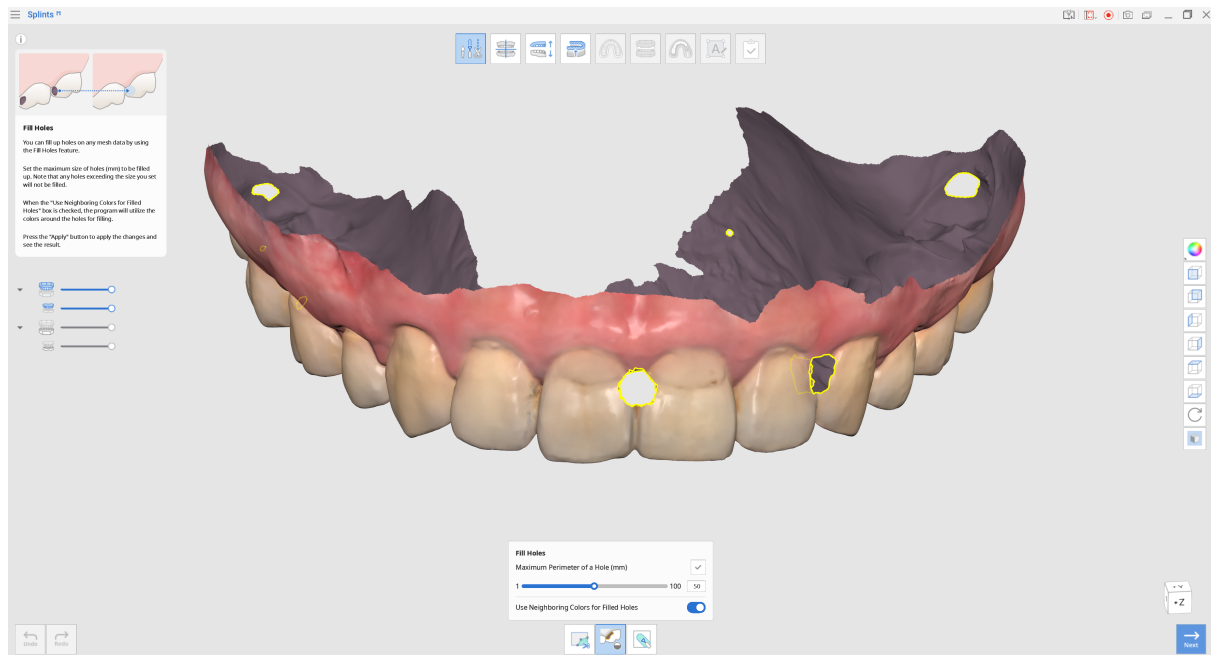 Splints
Fill Holes
You can fill up holes on any mesh data by using
the Fill Holes feature.
Set the maximum size of holes (mm) to be filled
up. Note that any holes exceeding the size you set
will not be filled.
When the "Use Neighboring Colors for Filled
Holes" box is checked, the program will utilize the
colors around the holes for filling.
Press the "Apply" button to apply the changes and
see the result.
Fill Holes
Maximum Perimeter of a Hole (mm)
1 100 50
Use Neighboring Colors for Filled Holes
+Z
Undo Redo
Next